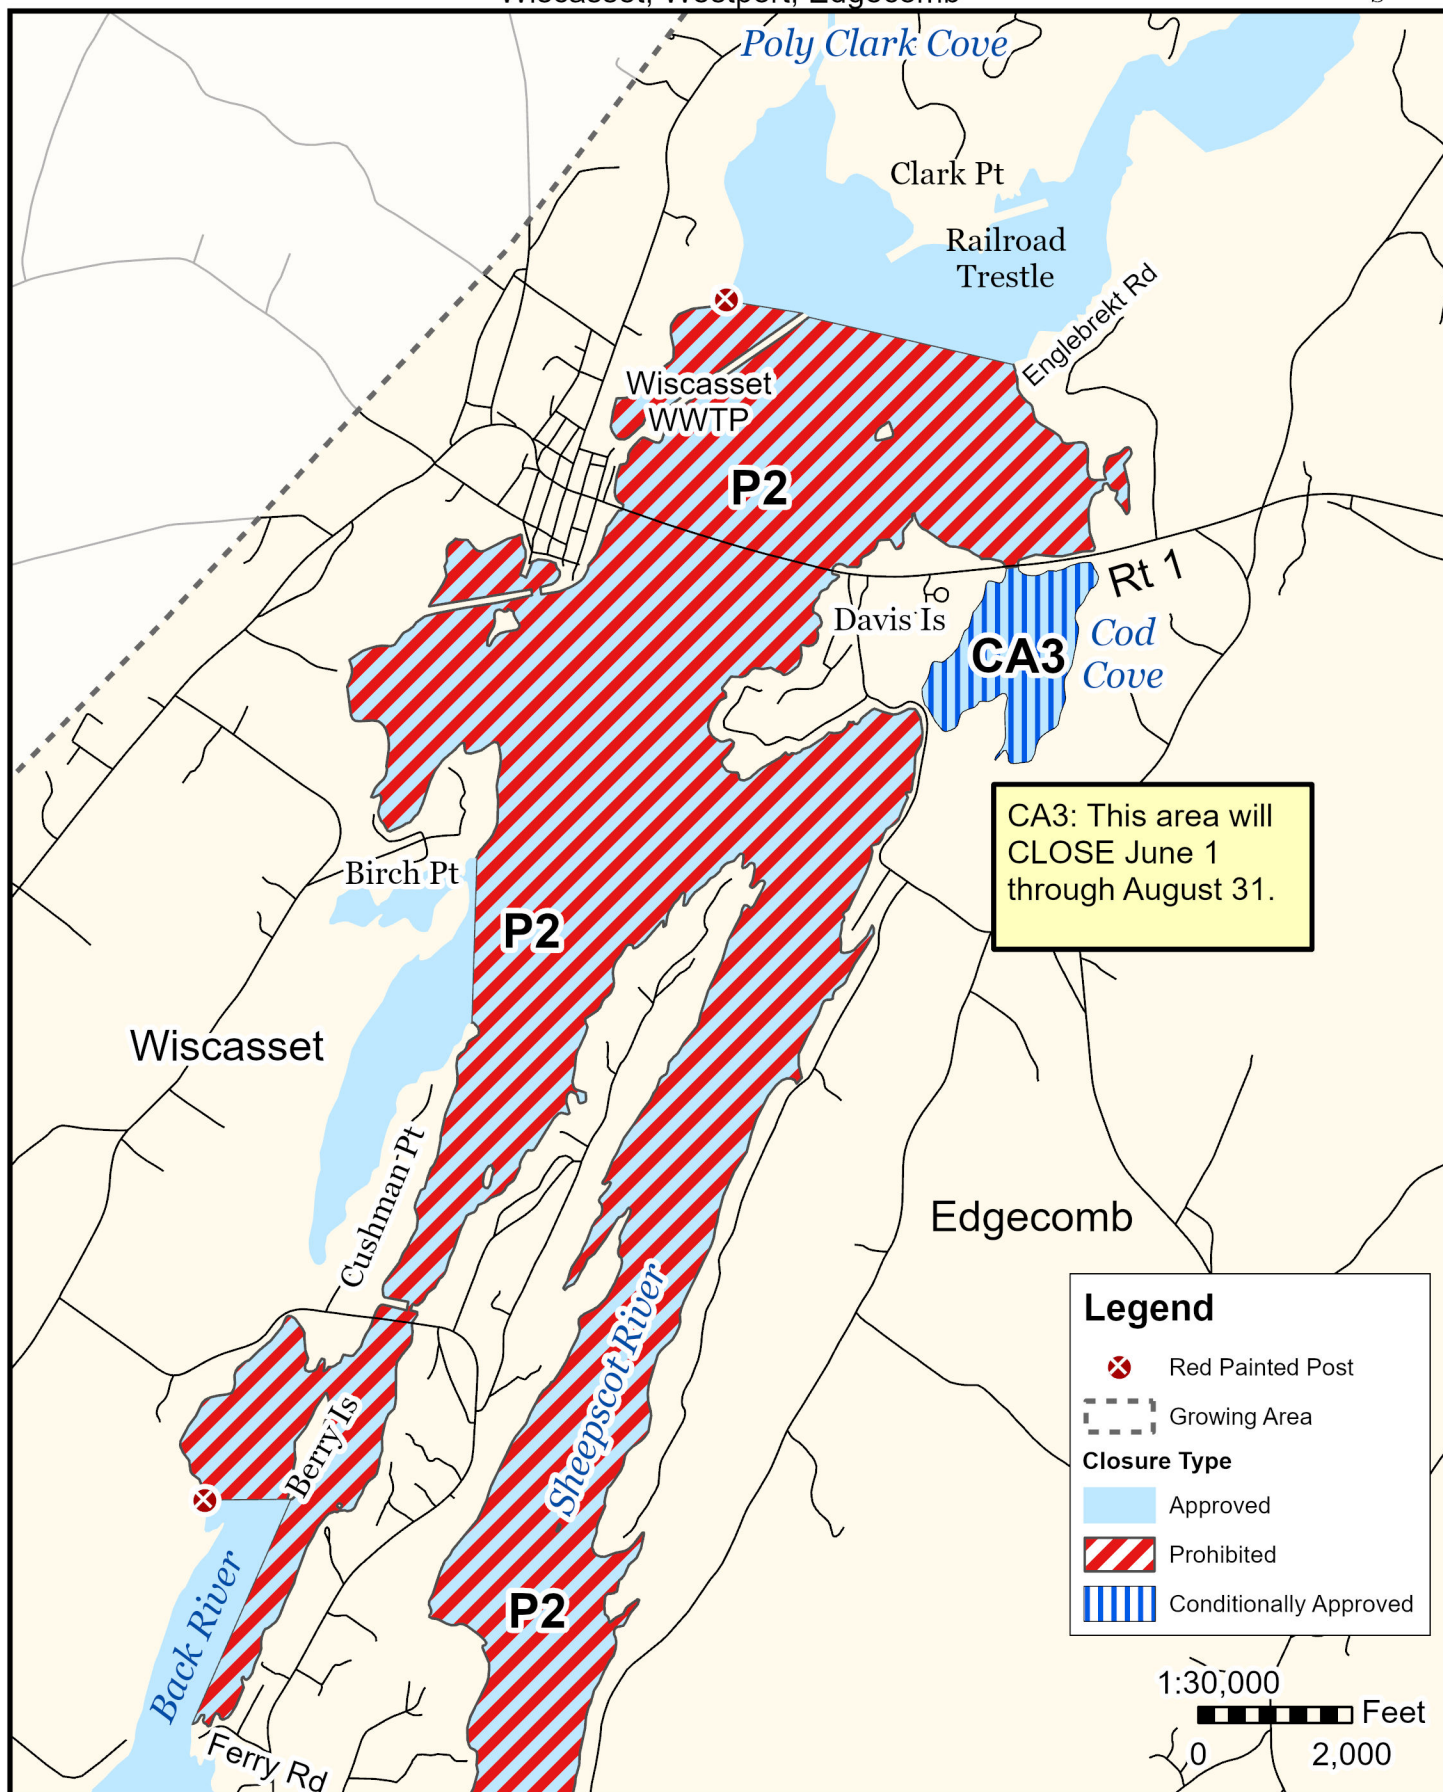 Wiscasset, Westport, Edgecomb
Poly Clark Cove
Clark Pt
Railroad
Trestle
Englebrekt Rd
Wiscasset
WWTP
P2
Rt 1
Davis Is
CA3
Cod
Cove
CA3: This area will
CLOSE June 1
through August 31.
Birch Pt
P2
Wiscasset
Cushman Pt
Edgecomb
Sheepscot River
Berry Is
P2
Back River
Ferry Rd
Legend
Red Painted Post
Growing Area
Closure Type
Approved
Prohibited
Conditionally Approved
1:30,000
Feet
0 2,000